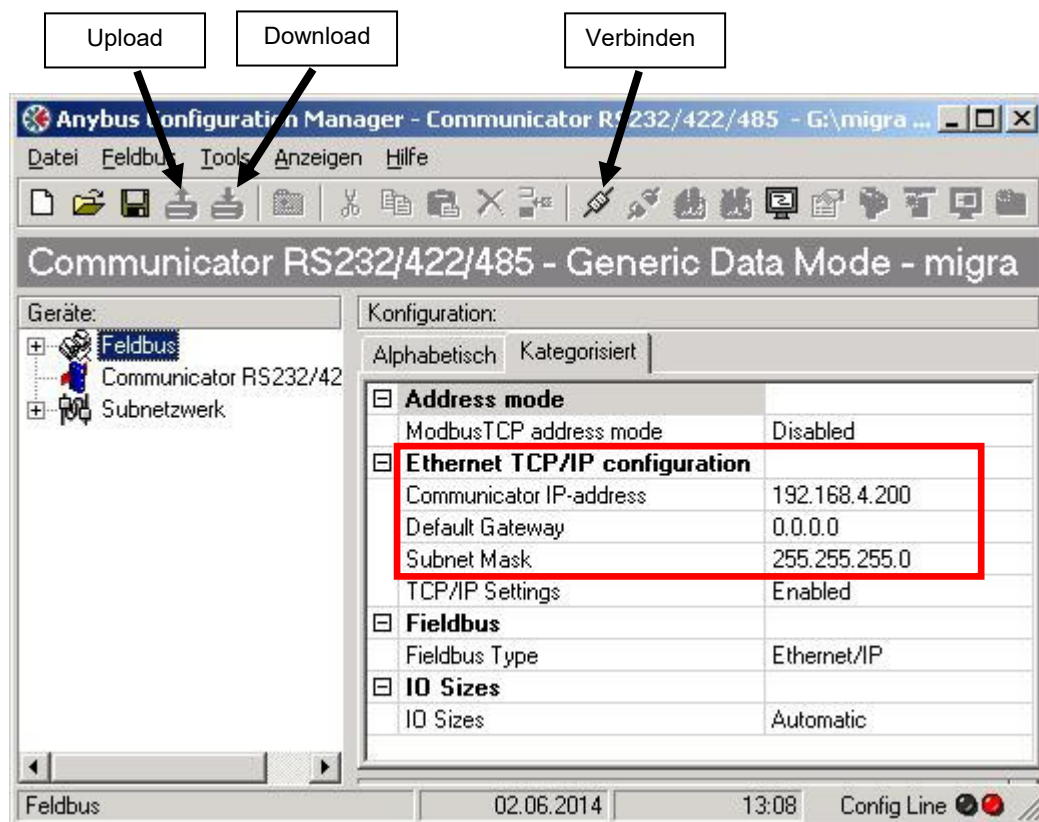 Upload
Download
Verbinden
Anybus Configuration Manager - Communicator RS232/422/485 - G:\migra ...
Datei Feldbus Tools Anzeigen Hilfe
Communicator RS232/422/485 - Generic Data Mode - migra
Geräte:
Feldbus
Communicator RS232/42
Subnetzwerk
Konfiguration:
Alphabetisch Kategorisiert
Address mode
ModbusTCP address mode Disabled
Ethernet TCP/IP configuration
Communicator IP-address 192.168.4.200
Default Gateway 0.0.0.0
Subnet Mask 255.255.255.0
TCP/IP Settings Enabled
Fieldbus
Fieldbus Type Ethernet/IP
IO Sizes
IO Sizes Automatic
Feldbus 02.06.2014 13:08 Config Line